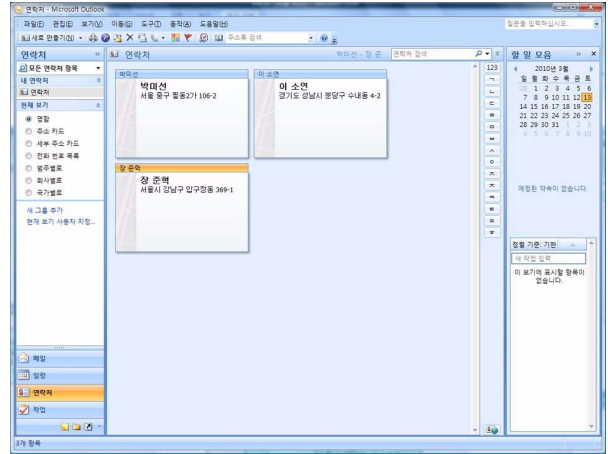 연락처 - Microsoft Outlook
파일(F) 편집(E) 보기(V) 이동(G) 도구(T) 동작(A) 도움말(H)
질문을 입력하십시오.
새로 만들기(N)
주소록 검색
연락처
모든 연락처 항목
내 연락처
연락처
현재 보기
명함
주소 카드
세부 주소 카드
전화 번호 목록
범주별로
회사별로
국가별로
새 그룹 추가
현재 보기 사용자 지정...
메일
일정
연락처
작업
3개 항목
연락처
박미선 - 장 준
연락처 검색
박미선
박미선
서울 중구 황동2가 106-2
이 소연
이 소연
경기도 성남시 분당구 수내동 4-2
장 준혁
장 준혁
서울시 강남구 압구정동 369-1
123
ㄱ
ㄴ
ㄷ
ㄹ
ㅁ
ㅂ
ㅅ
ㅇ
ㅈ
ㅊ
ㅋ
ㅌ
ㅍ
ㅎ
할 일 모음
2010년 3월
일 월 화 수 목 금 토
28 1 2 3 4 5 6
7 8 9 10 11 12 13
14 15 16 17 18 19 20
21 22 23 24 25 26 27
28 29 30 31 1 2 3
4 5 6 7 8 9 10
예정된 약속이 없습니다.
정렬 기준: 기한
새 작업 입력
이 보기에 표시할 항목이
없습니다.